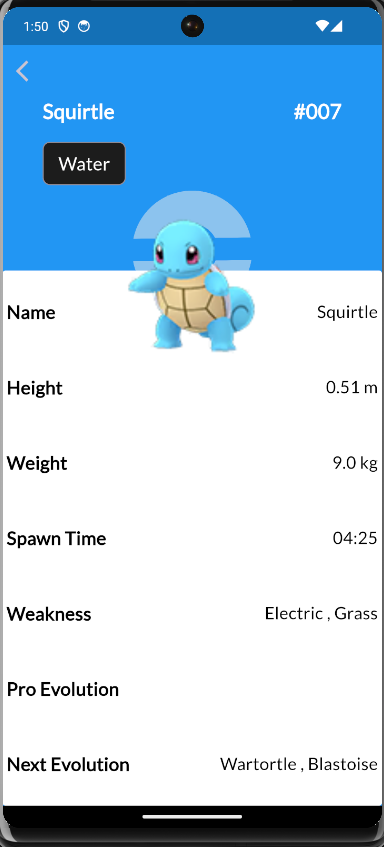 1:50
Squirtle #007
Water
Name Squirtle
Height 0.51 m
Weight 9.0 kg
Spawn Time 04:25
Weakness Electric , Grass
Pro Evolution
Next Evolution Wartortle , Blastoise